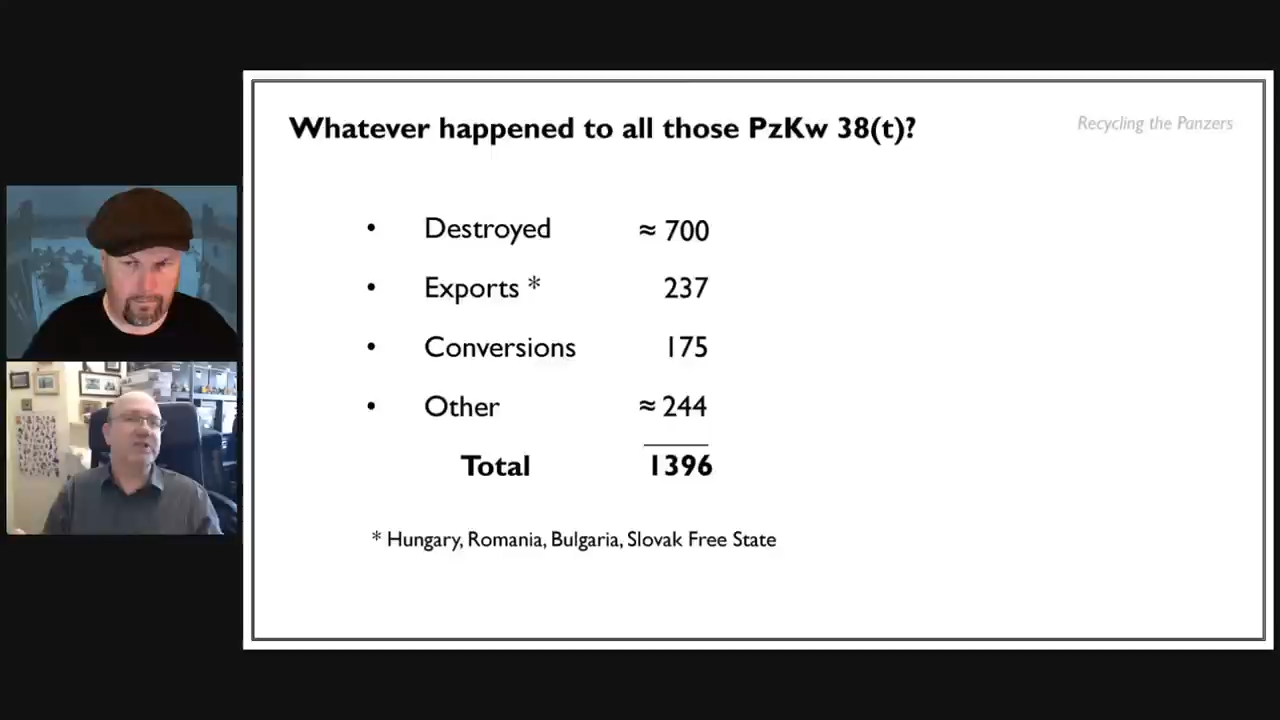 Whatever happened to all those PzKw 38(t)?
Recycling the Panzers
• Destroyed ≈ 700
• Exports * 237
• Conversions 175
• Other ≈ 244
Total 1396
* Hungary, Romania, Bulgaria, Slovak Free State